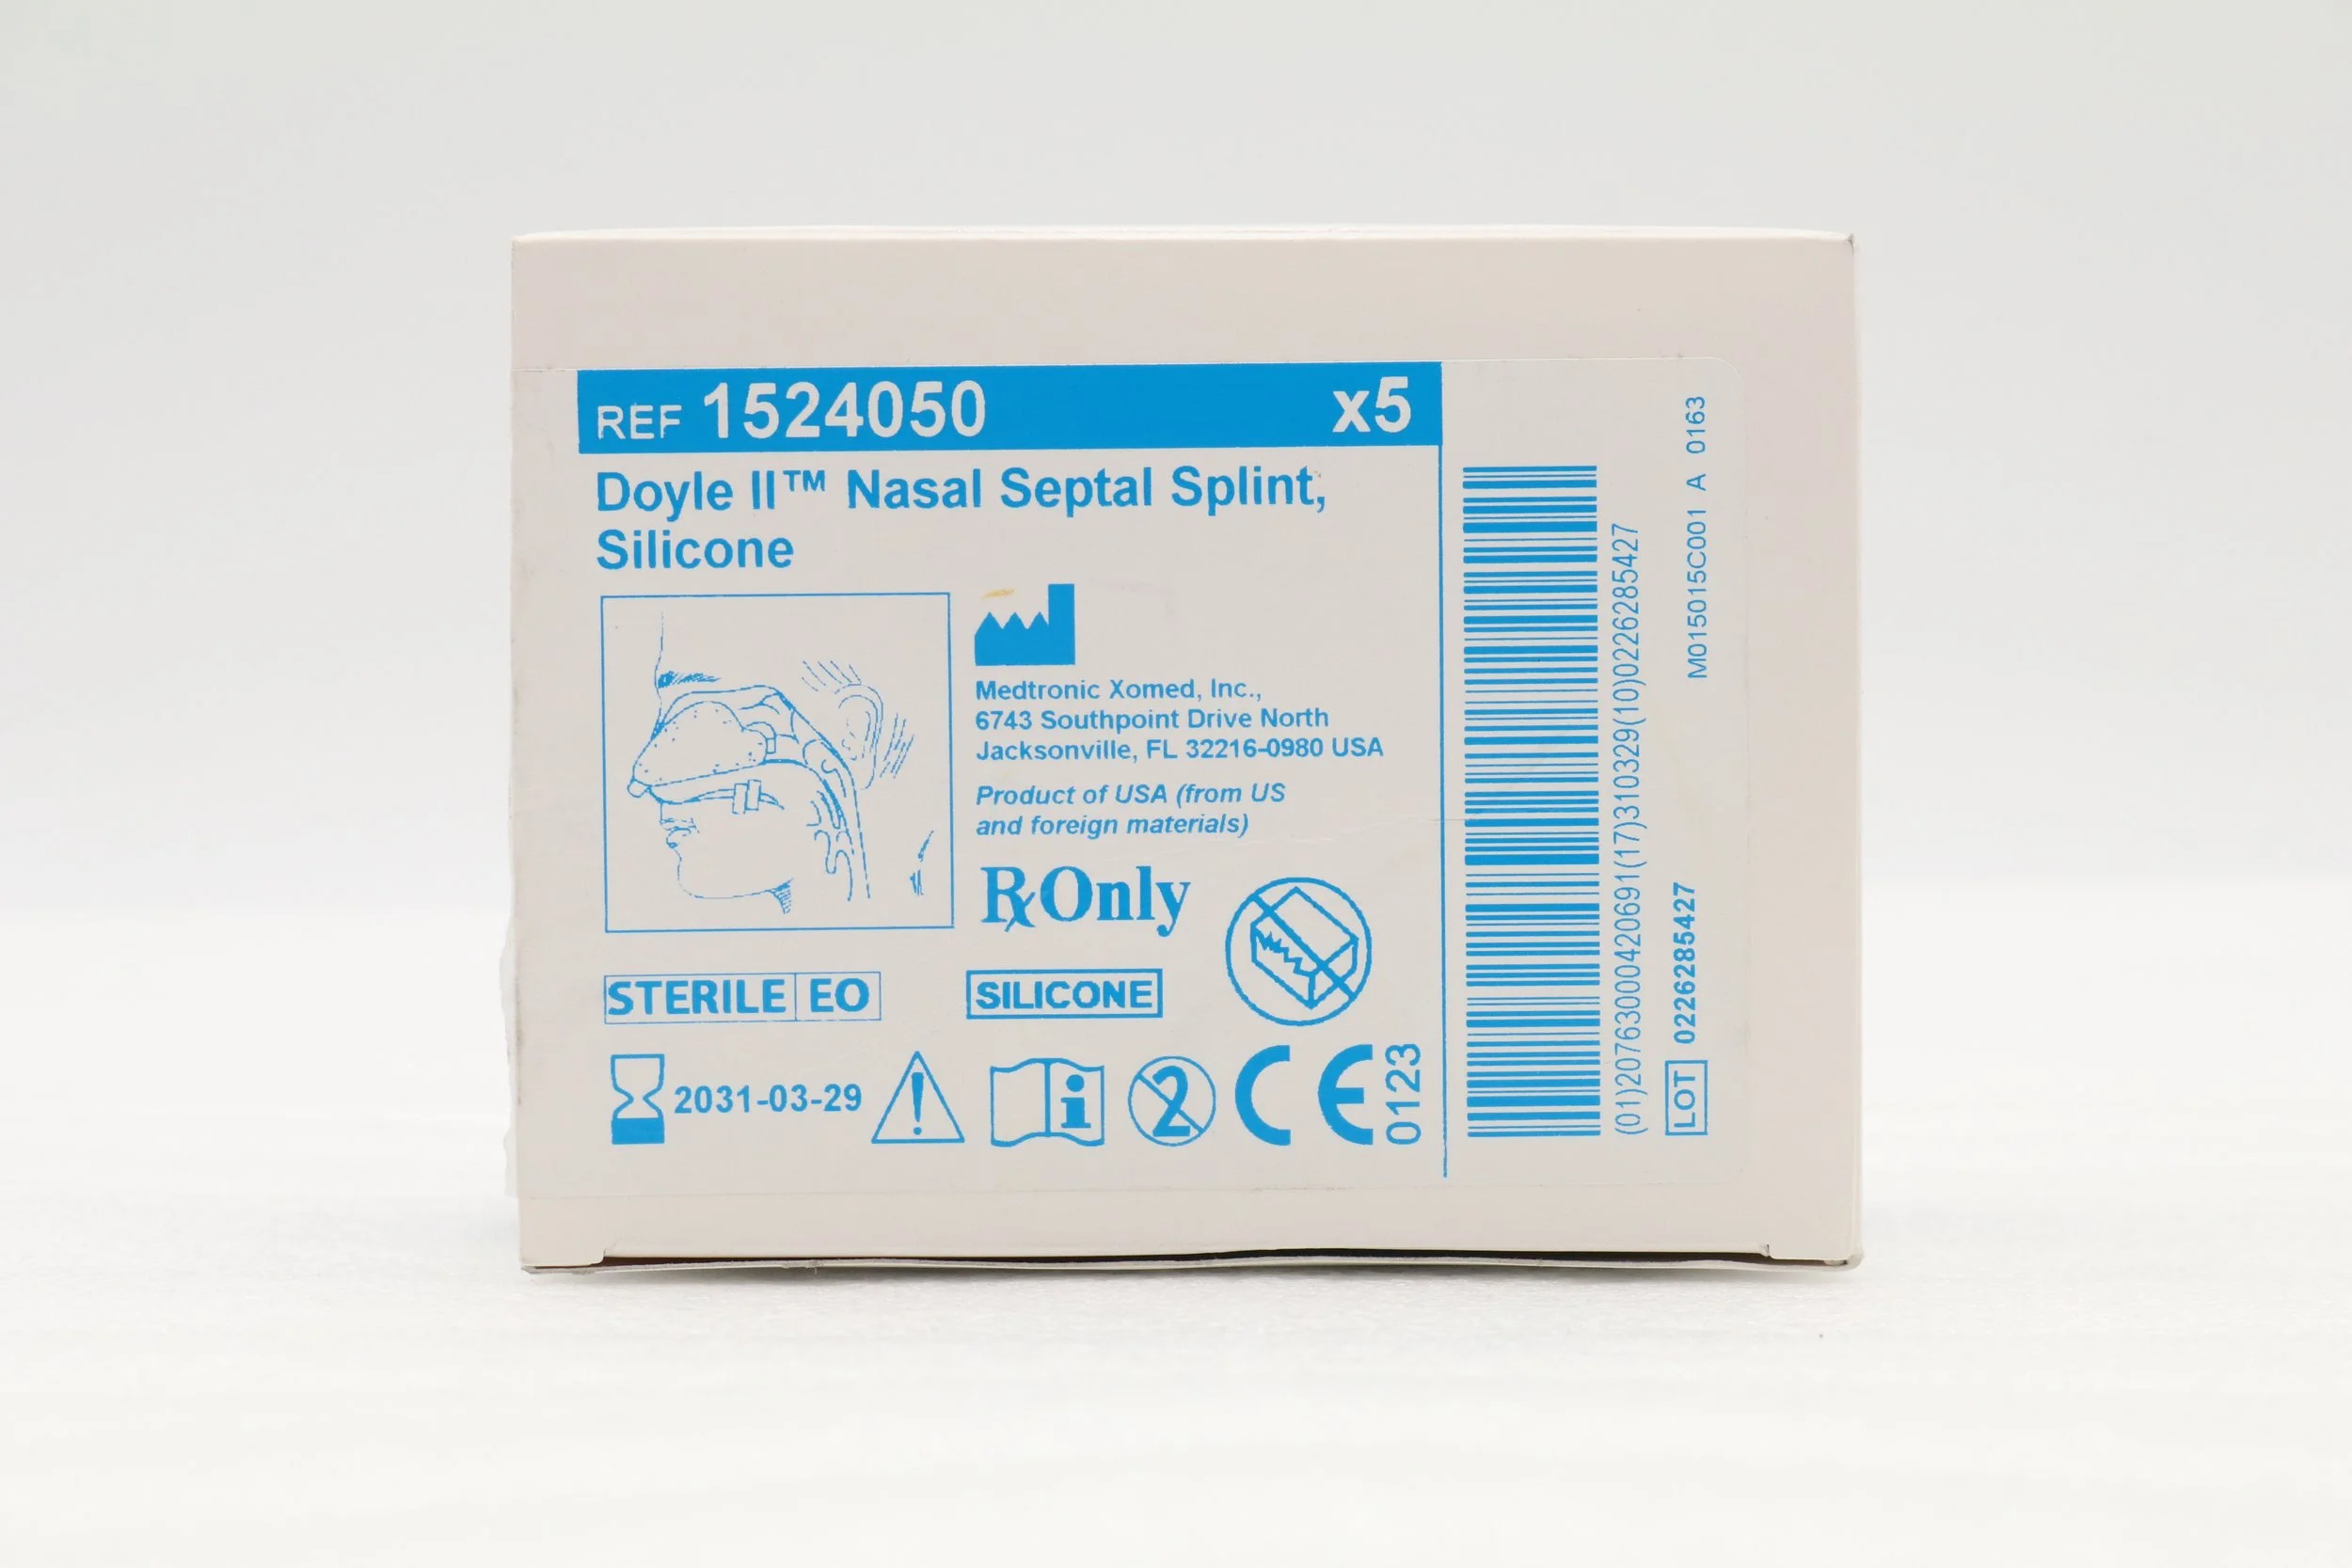 REF 1524050 x5
Doyle II™ Nasal Septal Splint,
Silicone
Medtronic Xomed, Inc.,
6743 Southpoint Drive North
Jacksonville, FL 32216-0980 USA
Product of USA (from US
and foreign materials)
RxOnly
STERILE EO
SILICONE
2031-03-29
2
CE
0123
(01)20763000420691(17)310329(10)0226285427
LOT 0226285427
M015015C001 A 0163